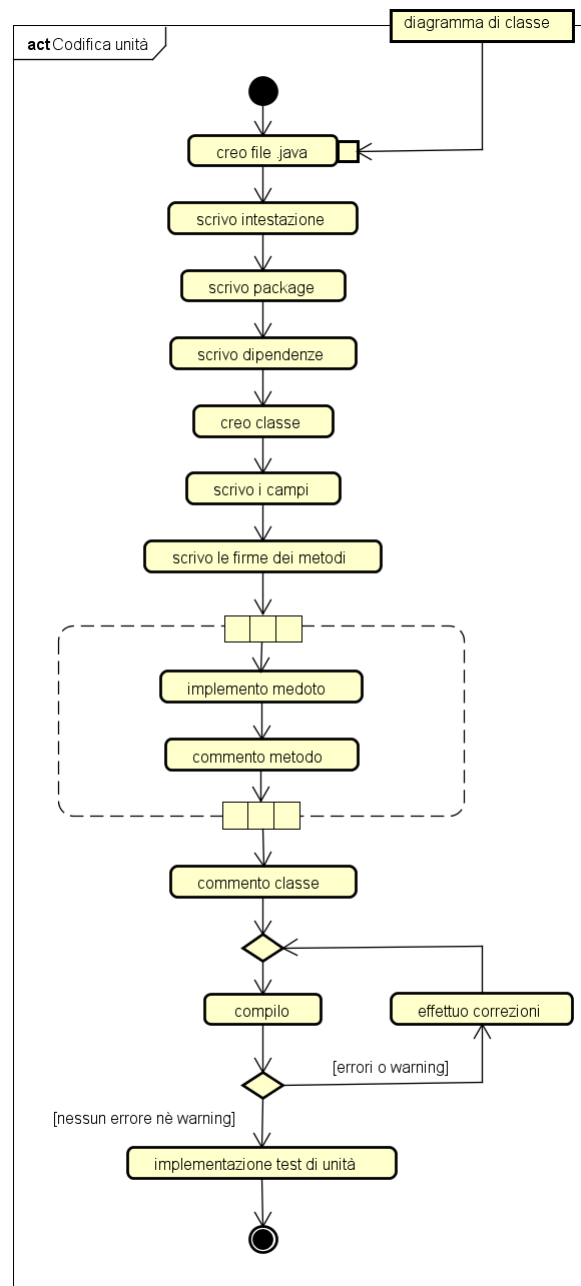 diagramma di classe
act Codifica unità
creo file .java
scrivo intestazione
scrivo package
scrivo dipendenze
creo classe
scrivo i campi
scrivo le firme dei metodi
implemento medoto
commento metodo
commento classe
compilo
effettuo correzioni
[errori o warning]
[nessun errore nè warning]
implementazione test di unità